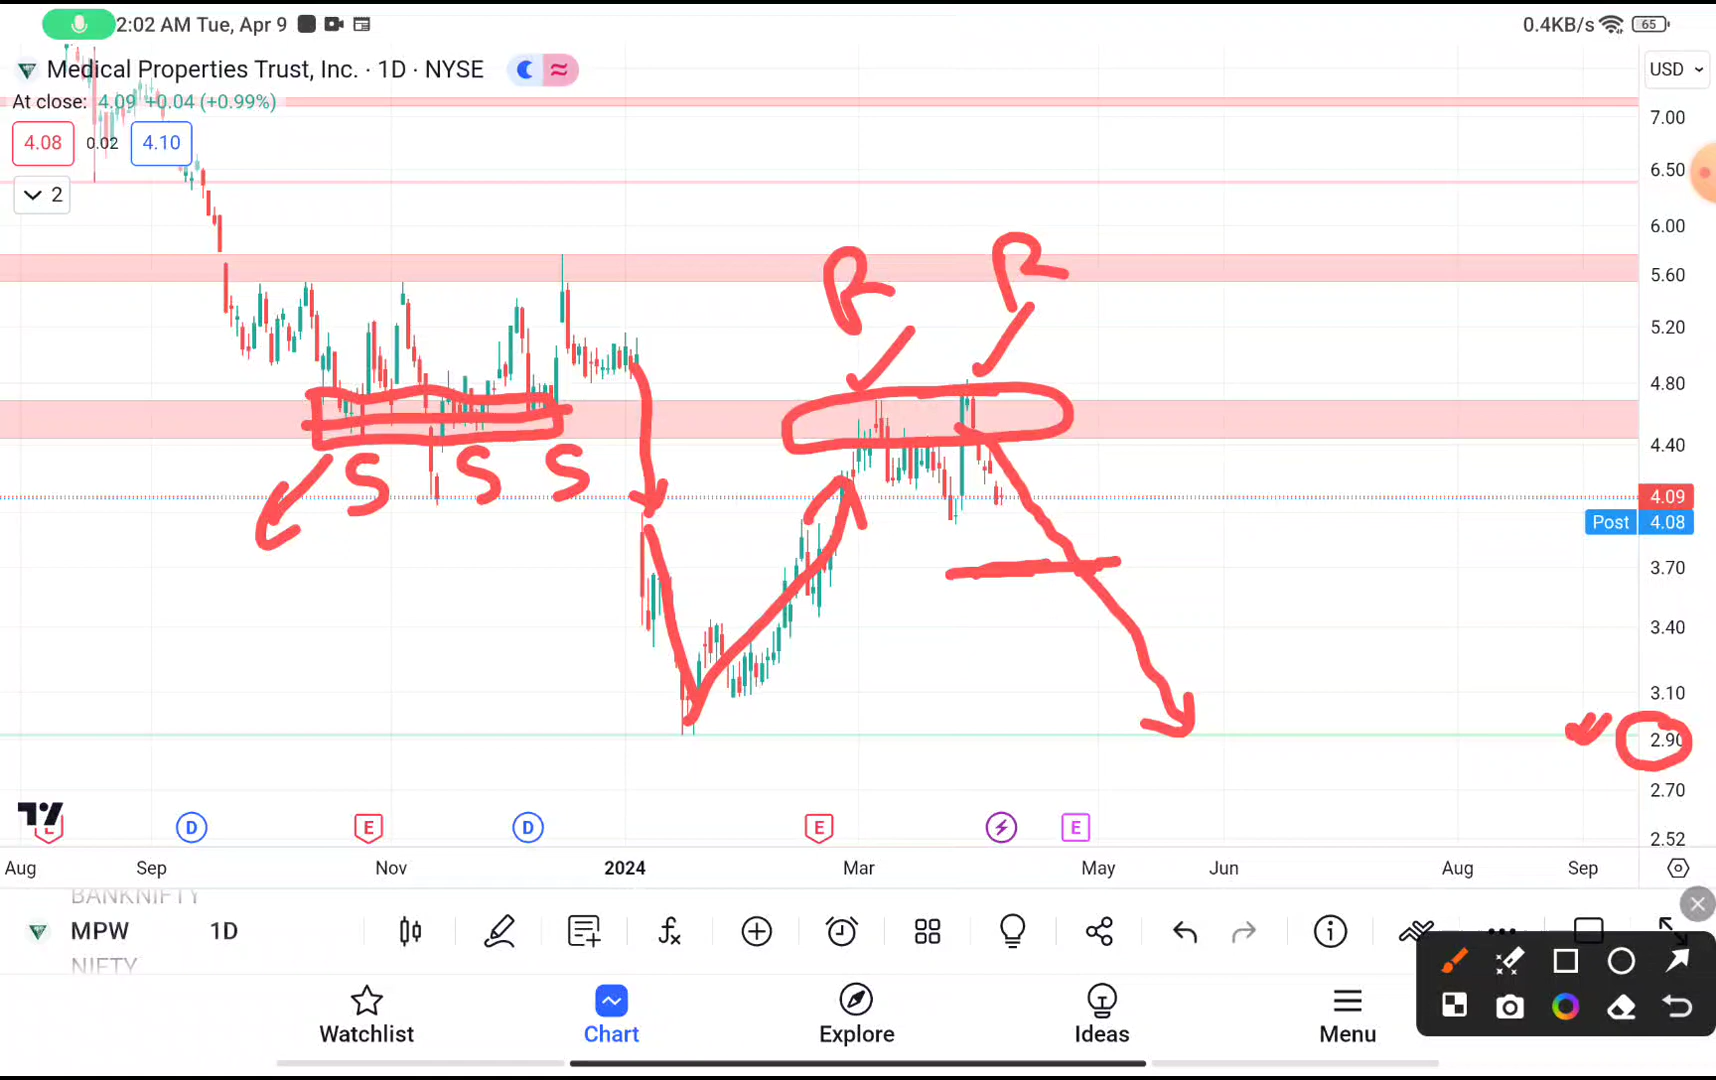 2:02 AM Tue, Apr 9
0.4KB/s
65
Medical Properties Trust, Inc. · 1D · NYSE
USD
At close: 4.09 +0.04 (+0.99%)
4.08 0.02 4.10
2
7.00
6.50
6.00
5.60
5.20
4.80
4.40
4.09
Post 4.08
3.70
3.40
3.10
2.90
2.70
2.52
R R
S S S
E D E D E E
Aug Sep Nov 2024 Mar May Jun Aug Sep
BANKNIFTY
MPW 1D
NIFTY
Watchlist Chart Explore Ideas Menu